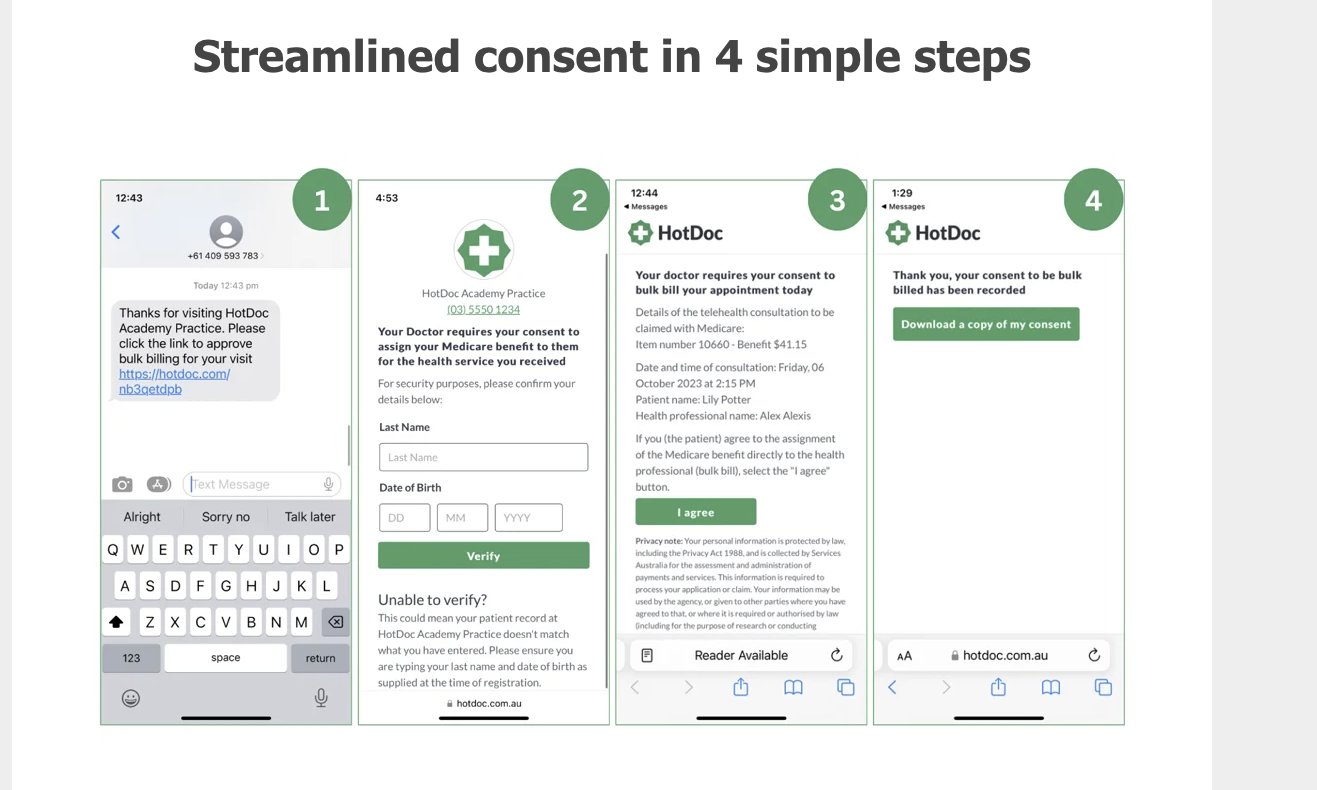 Streamlined consent in 4 simple steps
1
12:43
+61 409 593 783
Today 12:43 pm
Thanks for visiting HotDoc
Academy Practice. Please
click the link to approve
bulk billing for your visit
https://hotdoc.com/
nb3qetdpb
Text Message
Alright Sorry no Talk later
Q W E R T Y U I O P
A S D F G H J K L
Z X C V B N M
123 space return
2
4:53
HotDoc Academy Practice
(03) 5550 1234
Your Doctor requires your consent to
assign your Medicare benefit to them
for the health service you received
For security purposes, please confirm your
details below:
Last Name
Last Name
Date of Birth
DD MM YYYY
Verify
Unable to verify?
This could mean your patient record at
HotDoc Academy Practice doesn't match
what you have entered. Please ensure you
are typing your last name and date of birth as
supplied at the time of registration.
hotdoc.com.au
3
12:44
Messages
HotDoc
Your doctor requires your consent to
bulk bill your appointment today
Details of the telehealth consultation to be
claimed with Medicare:
Item number 10660 - Benefit $41.15
Date and time of consultation: Friday, 06
October 2023 at 2:15 PM
Patient name: Lily Potter
Health professional name: Alex Alexis
If you (the patient) agree to the assignment
of the Medicare benefit directly to the health
professional (bulk bill), select the "I agree"
button.
I agree
Privacy note: Your personal information is protected by law,
including the Privacy Act 1988, and is collected by Services
Australia for the assessment and administration of
payments and services. This information is required to
process your application or claim. Your information may be
used by the agency, or given to other parties where you have
agreed to that, or where it is required or authorised by law
(including for the purpose of research or conducting
Reader Available
4
1:29
Messages
HotDoc
Thank you, your consent to be bulk
billed has been recorded
Download a copy of my consent
AA hotdoc.com.au